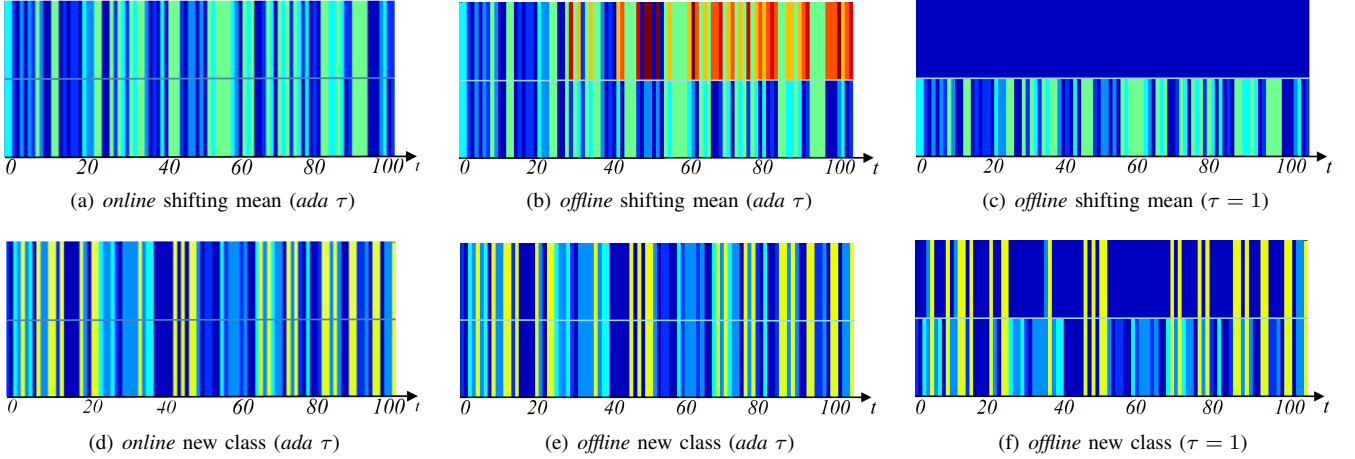 0 20 40 60 80 100 t
0 20 40 60 80 100 t
0 20 40 60 80 100 t
(a) online shifting mean (ada τ)
(b) offline shifting mean (ada τ)
(c) offline shifting mean (τ = 1)
0 20 40 60 80 100 t
0 20 40 60 80 100 t
0 20 40 60 80 100 t
(d) online new class (ada τ)
(e) offline new class (ada τ)
(f) offline new class (τ = 1)